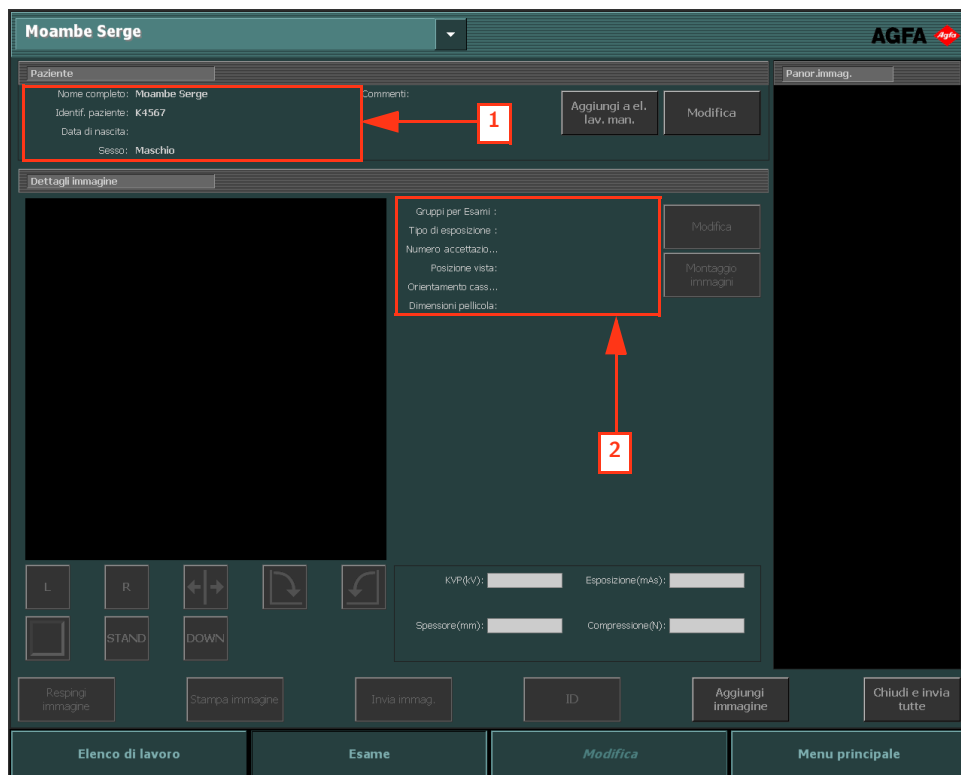 Moambe Serge
AGFA
Agfa
Paziente
Panor.immag.
Nome completo: Moambe Serge
Commenti:
Identif. paziente: K4567
Data di nascita:
Sesso: Maschio
1
Aggiungi a el.
lav. man.
Modifica
Dettagli immagine
Gruppi per Esami :
Tipo di esposizione :
Numero accettazio...
Posizione vista:
Orientamento cass...
Dimensioni pellicola:
Modifica
Montaggio
immagini
2
L
R
STAND
DOWN
KVP(kV):
Esposizione(mAs):
Spessore(mm):
Compressione(N):
Respingi
immagine
Stampa immagine
Invia immag.
ID
Aggiungi
immagine
Chiudi e invia
tutte
Elenco di lavoro
Esame
Modifica
Menu principale